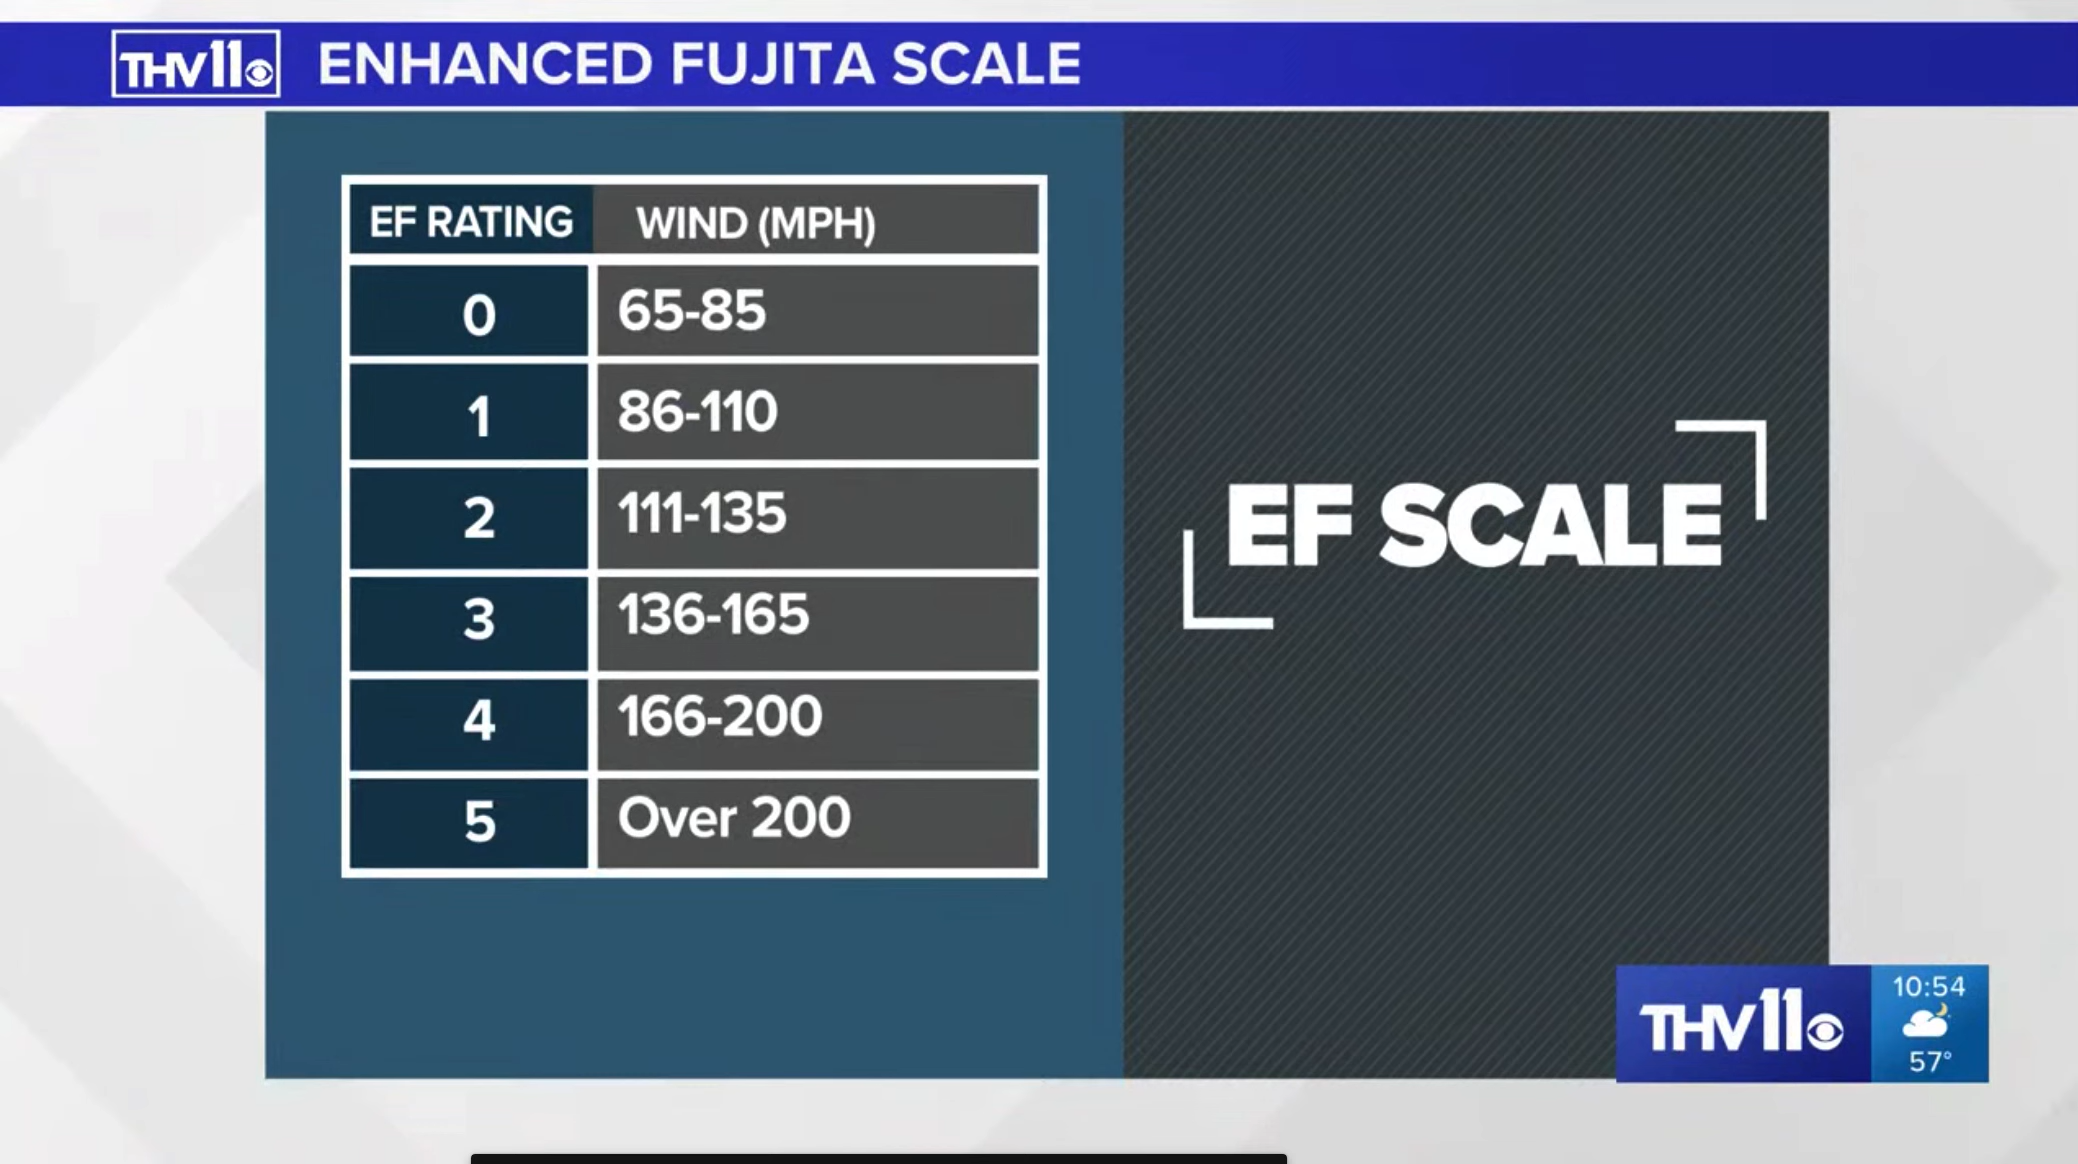 THV11 ENHANCED FUJITA SCALE
EF RATING WIND (MPH)
0 65-85
1 86-110
2 111-135
3 136-165
4 166-200
5 Over 200
EF SCALE
THV11 10:54
57°